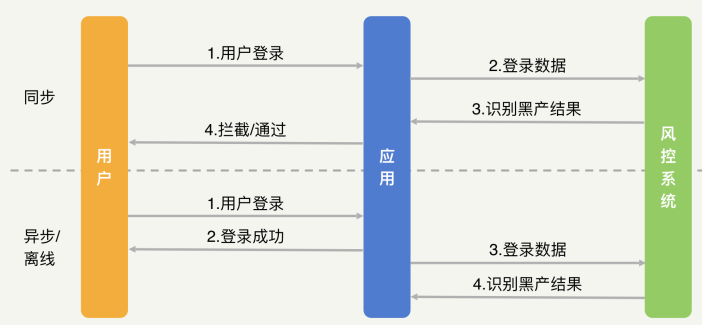 1.用户登录
2.登录数据
同步
3.识别黑产结果
4.拦截/通过
用户
应用
风控系统
1.用户登录
异步/
离线
2.登录成功
3.登录数据
4.识别黑产结果